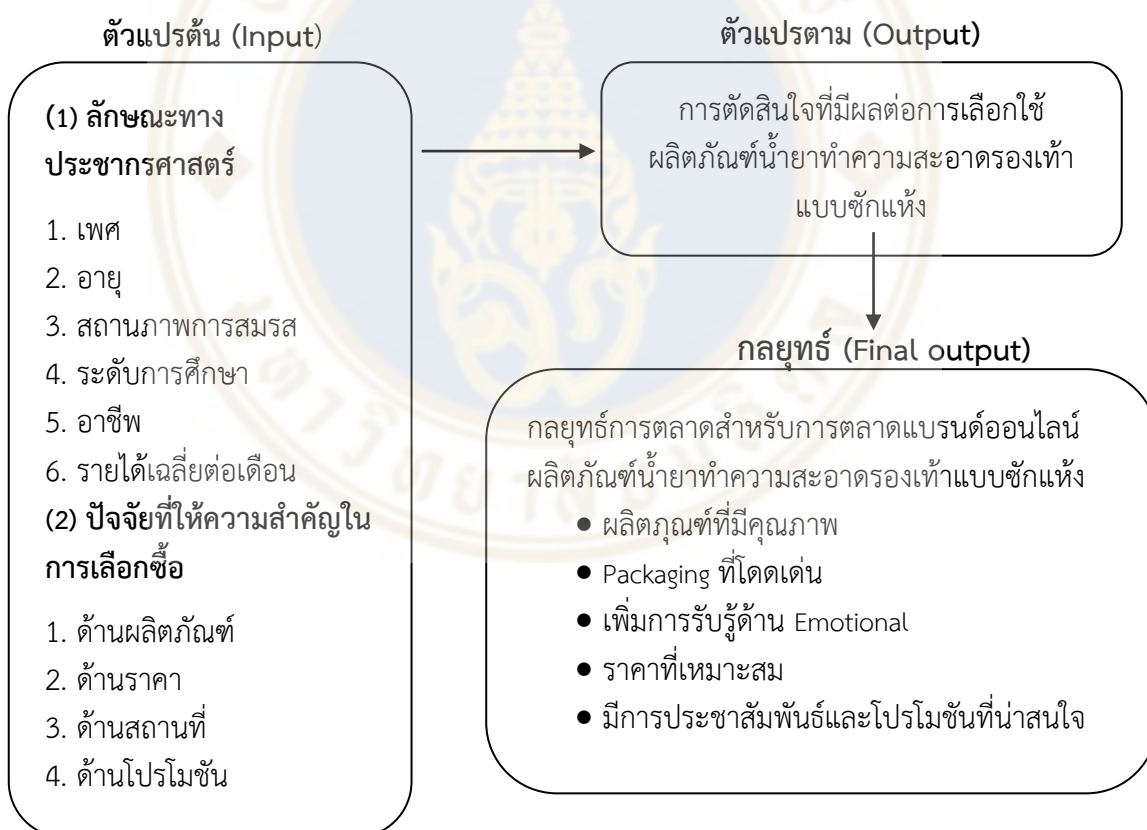 ตัวแปรต้น (Input)
(1) ลักษณะทาง
ประชากรศาสตร์
1. เพศ
2. อายุ
3. สถานภาพการสมรส
4. ระดับการศึกษา
5. อาชีพ
6. รายได้เฉลี่ยต่อเดือน
(2) ปัจจัยที่ให้ความสำคัญใน
การเลือกซื้อ
1. ด้านผลิตภัณฑ์
2. ด้านราคา
3. ด้านสถานที่
4. ด้านโปรโมชัน
ตัวแปรตาม (Output)
การตัดสินใจที่มีผลต่อการเลือกใช้
ผลิตภัณฑ์น้ำยาทำความสะอาดรองเท้า
แบบซักแห้ง
กลยุทธ์ (Final output)
กลยุทธ์การตลาดสำหรับการตลาดแบรนด์ออนไลน์
ผลิตภัณฑ์น้ำยาทำความสะอาดรองเท้าแบบซักแห้ง
● ผลิตภุณฑ์ที่มีคุณภาพ
● Packaging ที่โดดเด่น
● เพิ่มการรับรู้ด้าน Emotional
● ราคาที่เหมาะสม
● มีการประชาสัมพันธ์และโปรโมชันที่น่าสนใจ